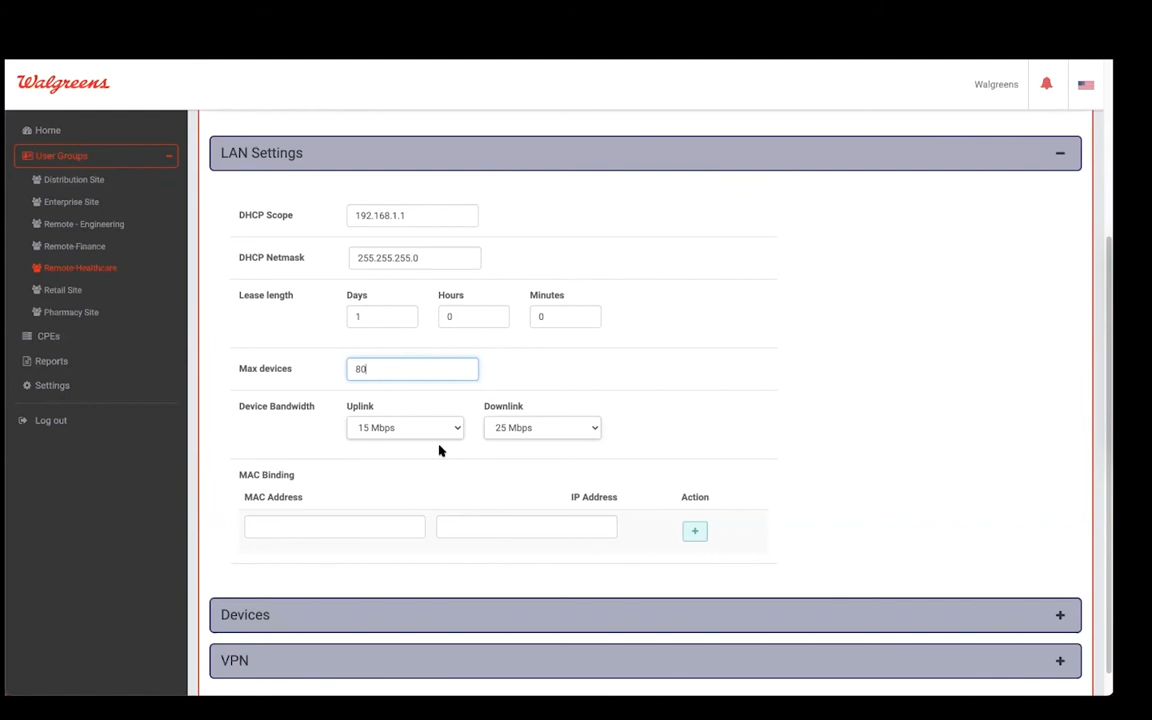 Walgreens
Walgreens
Home
User Groups
Distribution Site
Enterprise Site
Remote - Engineering
Remote-Finance
Remote-Healthcare
Retail Site
Pharmacy Site
CPEs
Reports
Settings
Log out
LAN Settings
DHCP Scope 192.168.1.1
DHCP Netmask 255.255.255.0
Lease length Days Hours Minutes
1 0 0
Max devices 80
Device Bandwidth Uplink Downlink
15 Mbps 25 Mbps
MAC Binding
MAC Address IP Address Action
+
Devices +
VPN +